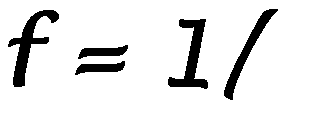 f = 1/